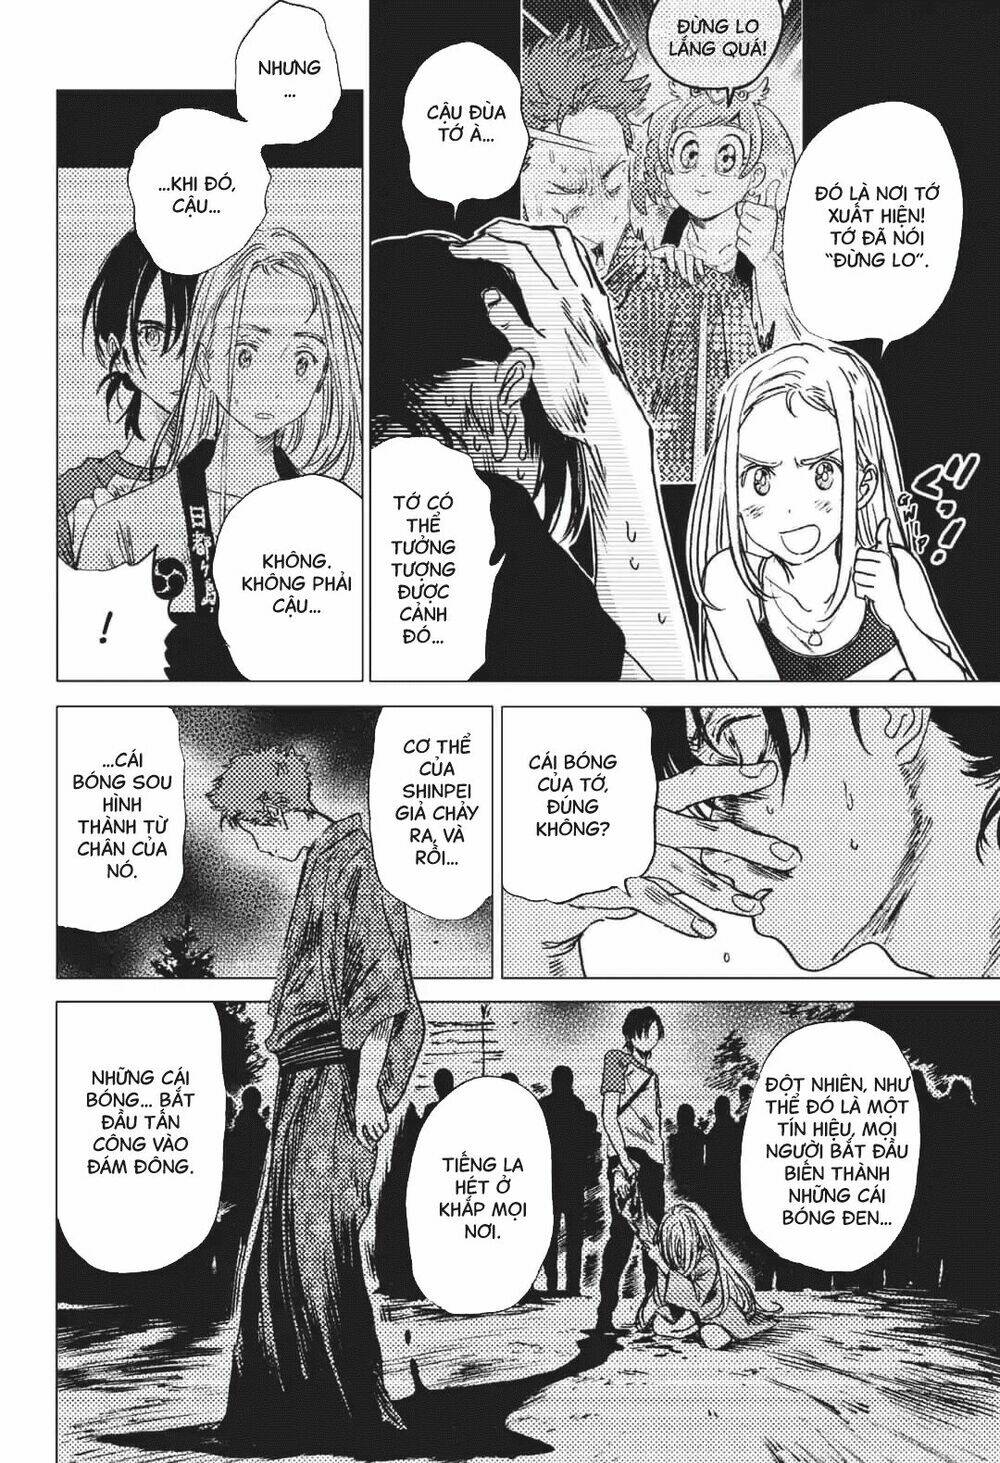 ĐỪNG LO
LẮNG QUÁ!
ĐÓ LÀ NƠI TỚ
XUẤT HIỆN!
TỚ ĐÃ NÓI
“ĐỪNG LO”.
CẬU ĐÙA
TỚ À...
TỚ CÓ
THỂ
TƯỞNG
TƯƠNG
ĐƯỢC
CẢNH
ĐÓ...
NHƯNG
...
...KHI ĐÓ,
CẬU...
KHÔNG.
KHÔNG PHẢI
CẬU...
!
CÁI BÓNG
CỦA TỚ,
ĐÚNG
KHÔNG?
CƠ THỂ
CỦA
SHINPEI
GIẢ CHẢY
RA, VÀ
RỒI...
...CÁI
BÓNG SOU
HÌNH
THÀNH TỪ
CHÂN CỦA
NÓ.
ĐỘT NHIÊN, NHƯ
THỂ ĐÓ LÀ MỘT
TÍN HIỆU, MỌI
NGƯỜI BẮT ĐẦU
BIẾN THÀNH
NHỮNG CÁI
BÓNG ĐEN...
TIẾNG LA
HÉT Ở
KHẮP MỌI
NƠI.
NHỮNG CÁI
BÓNG... BẮT
ĐẦU TẤN
CÔNG VÀO
ĐÁM ĐÔNG.